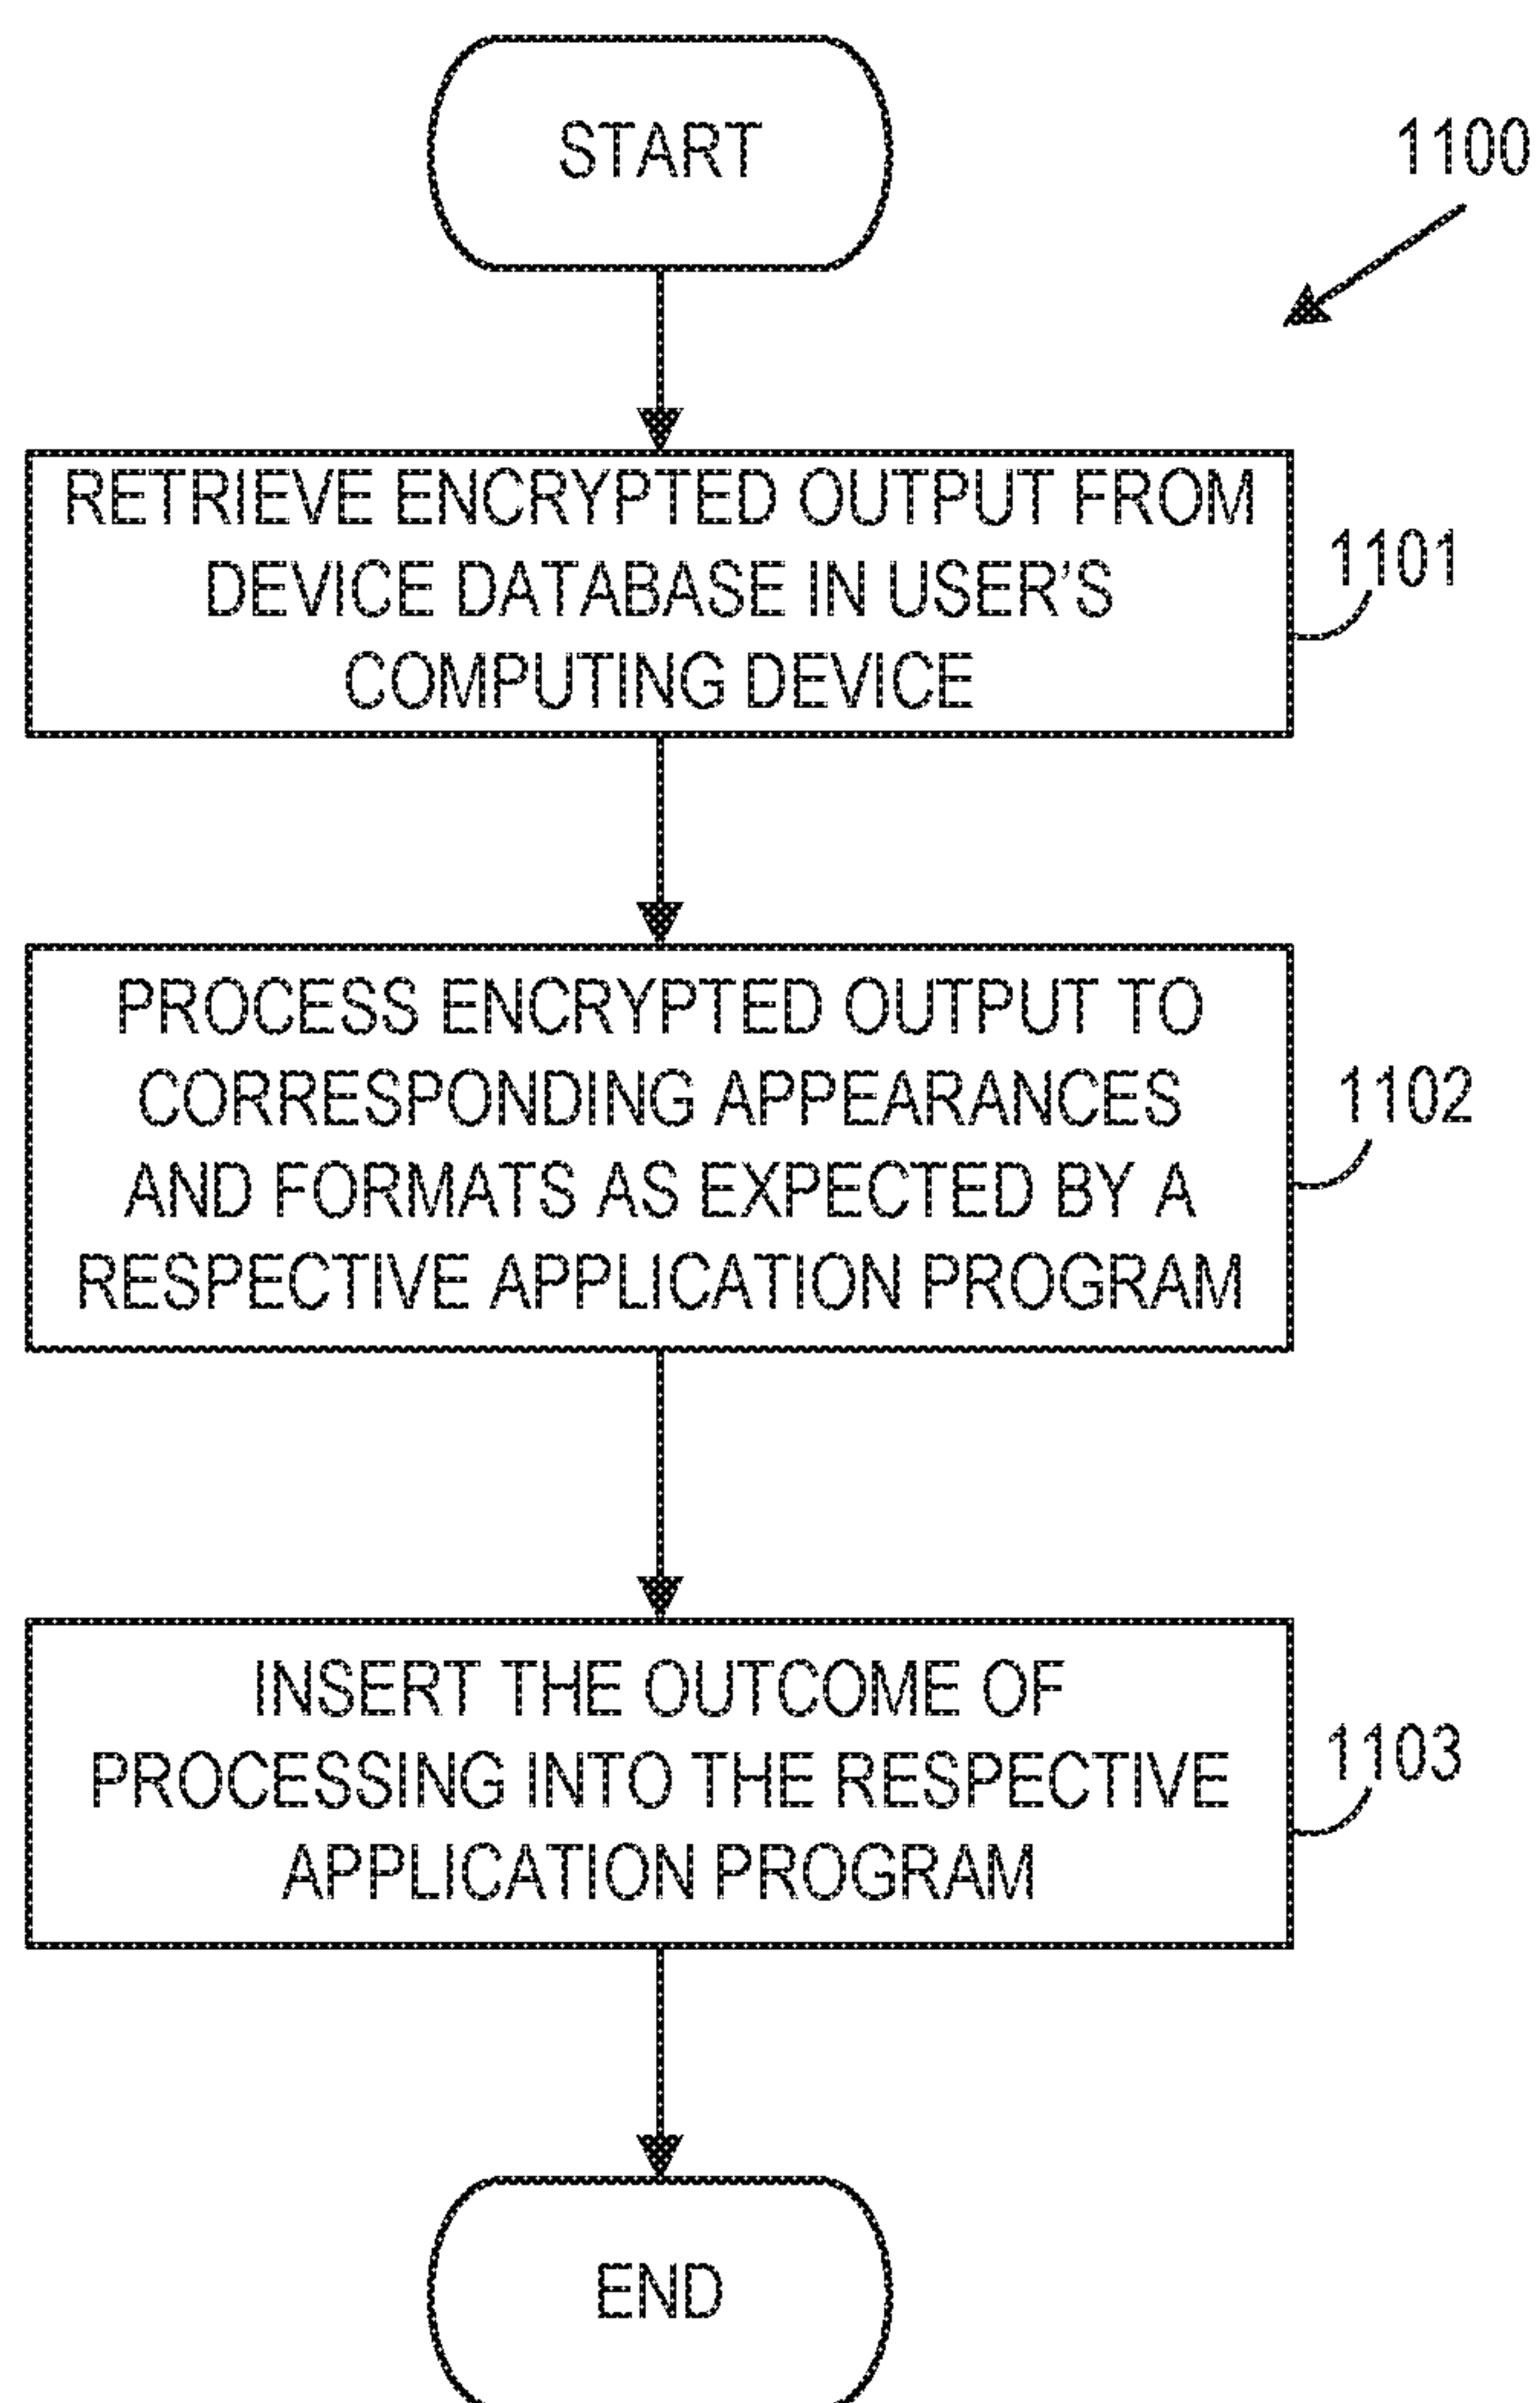 START
1100
RETRIEVE ENCRYPTED OUTPUT FROM
DEVICE DATABASE IN USER'S
COMPUTING DEVICE
1101
PROCESS ENCRYPTED OUTPUT TO
CORRESPONDING APPEARANCES
AND FORMATS AS EXPECTED BY A
RESPECTIVE APPLICATION PROGRAM
1102
INSERT THE OUTCOME OF
PROCESSING INTO THE RESPECTIVE
APPLICATION PROGRAM
1103
END